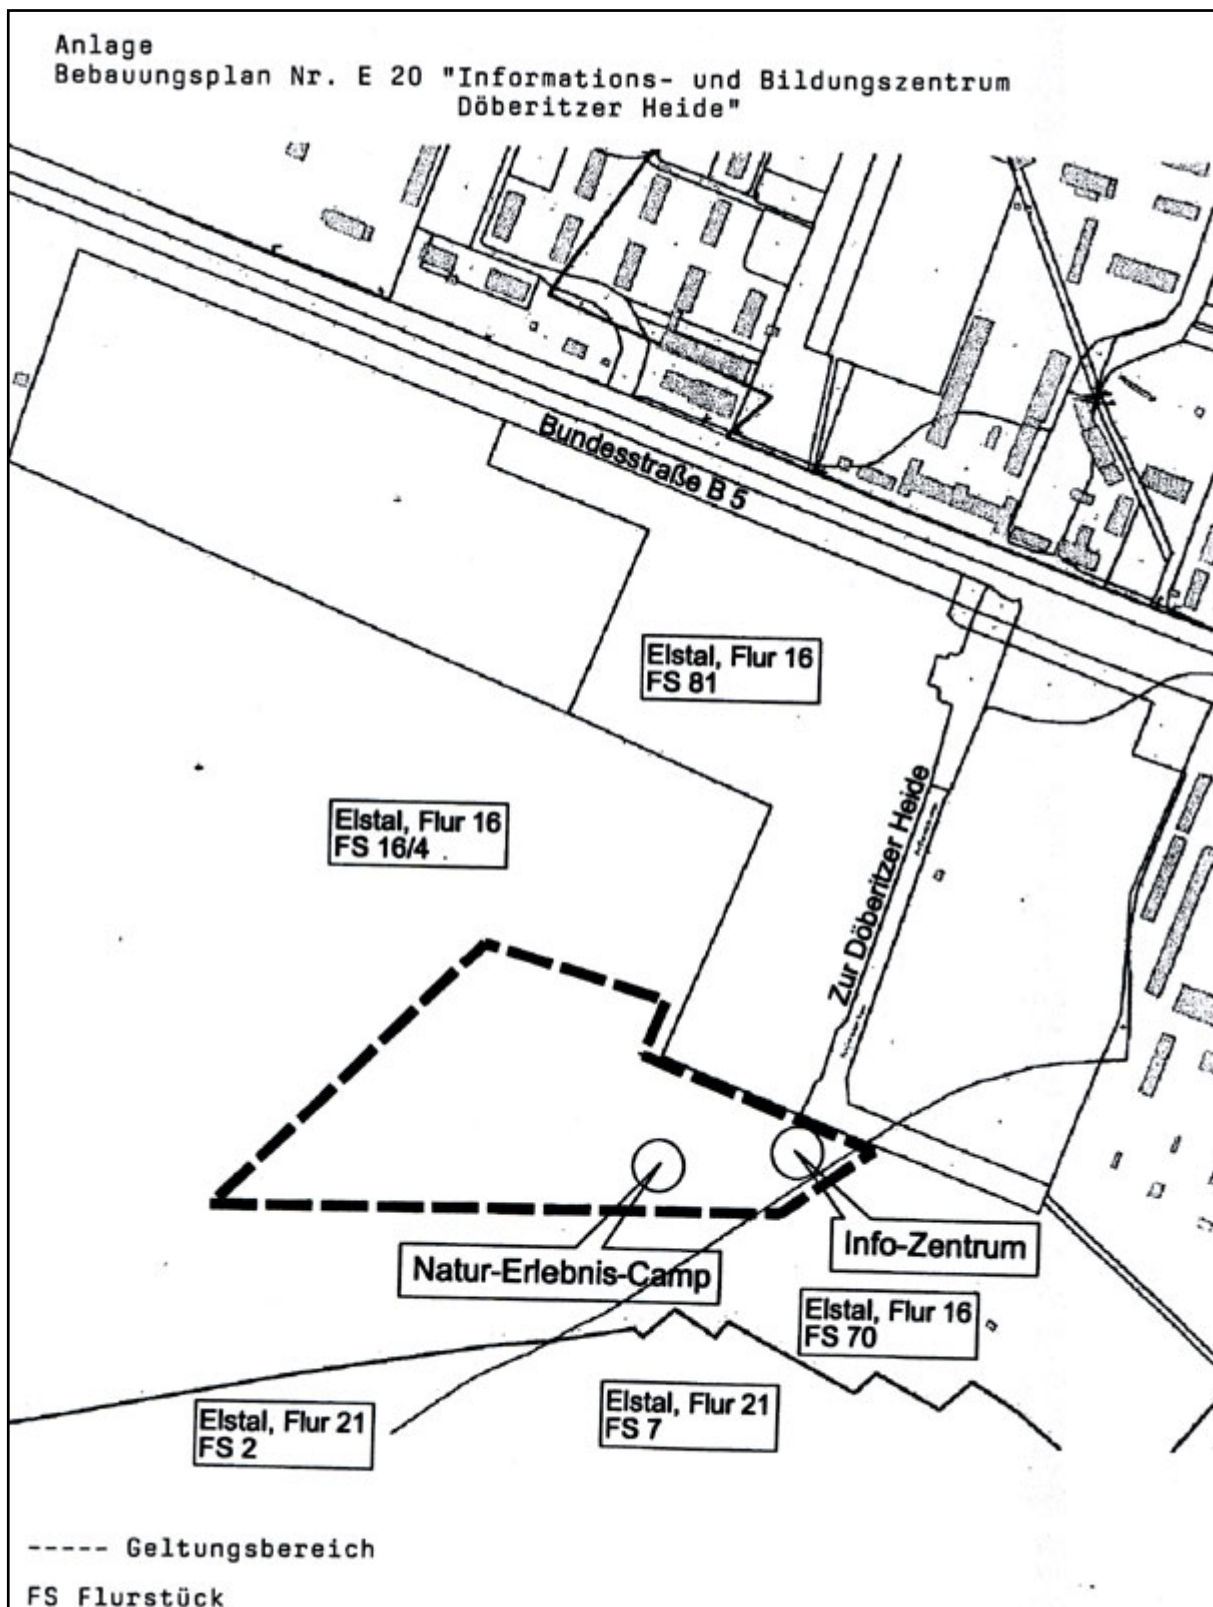 Anlage
Bebauungsplan Nr. E 20 "Informations- und Bildungszentrum
Döberitzer Heide"
Bundesstraße B 5
Elstal, Flur 16
FS 81
Elstal, Flur 16
FS 16/4
Zur Döberitzer Heide
Natur-Erlebnis-Camp
Info-Zentrum
Elstal, Flur 16
FS 70
Elstal, Flur 21
FS 7
Elstal, Flur 21
FS 2
----- Geltungsbereich
FS Flurstück